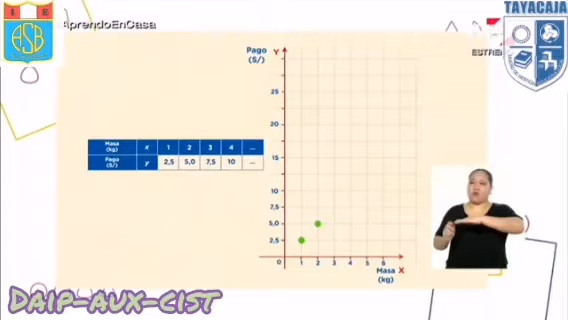 I E
ESB
AprendoEnCasa
TAYACAJA
ESTRE
Pago
(S/)
Y
25
20
15
10
7,5
5,0
2,5
0
1 2 3 4 5 6
Masa X
(kg)
Masa
(kg) x 1 2 3 4 ...
Pago
(S/) y 2,5 5,0 7,5 10 ...
DAIP-AUX-CIST